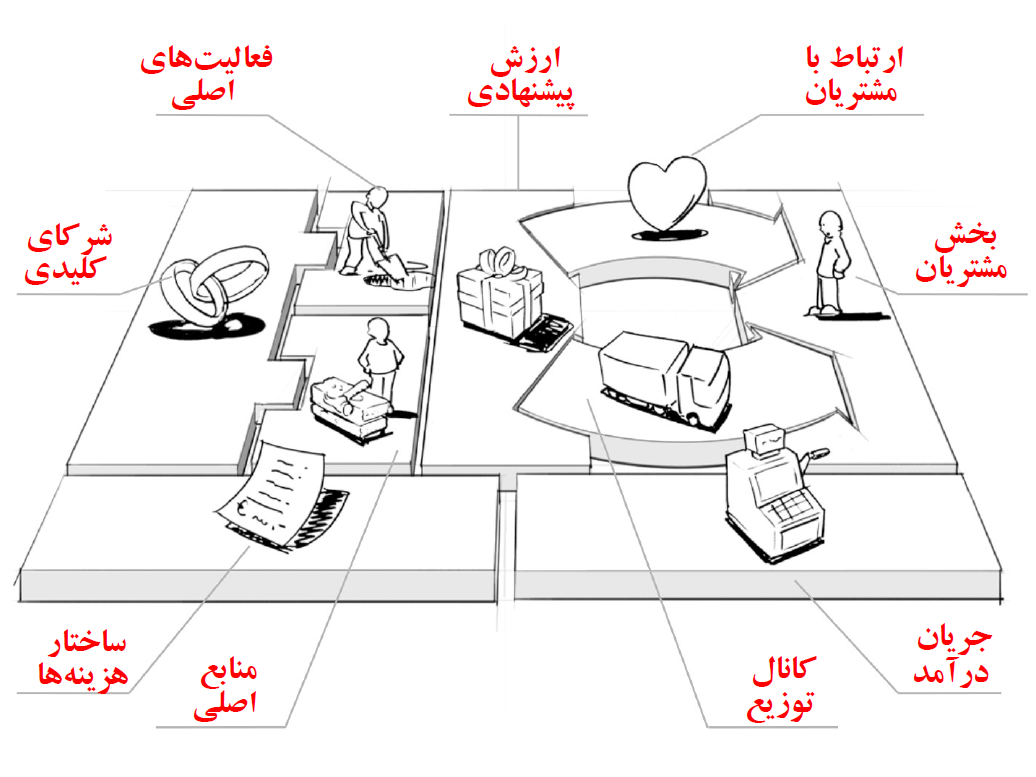 ارتباط با
مشتریان
ارزش
پیشنهادی
فعالیت‌های
اصلی
بخش
مشتریان
شرکای
کلیدی
جریان
درآمد
کانال
توزیع
منابع
اصلی
ساختار
هزینه‌ها